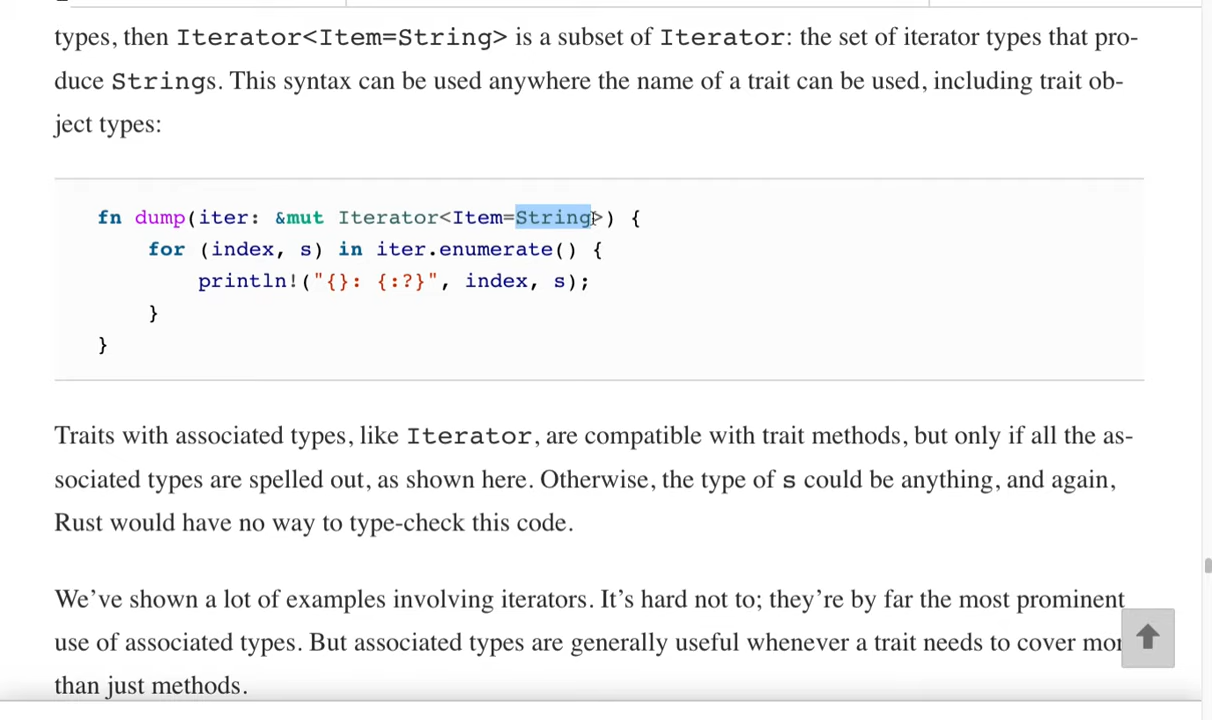 types, then Iterator<Item=String> is a subset of Iterator: the set of iterator types that pro-
duce Strings. This syntax can be used anywhere the name of a trait can be used, including trait ob-
ject types:
fn dump(iter: &mut Iterator<Item=String>) {
    for (index, s) in iter.enumerate() {
        println!("{}: {:?}", index, s);
    }
}
Traits with associated types, like Iterator, are compatible with trait methods, but only if all the as-
sociated types are spelled out, as shown here. Otherwise, the type of s could be anything, and again,
Rust would have no way to type-check this code.
We’ve shown a lot of examples involving iterators. It’s hard not to; they’re by far the most prominent
use of associated types. But associated types are generally useful whenever a trait needs to cover mor
than just methods.